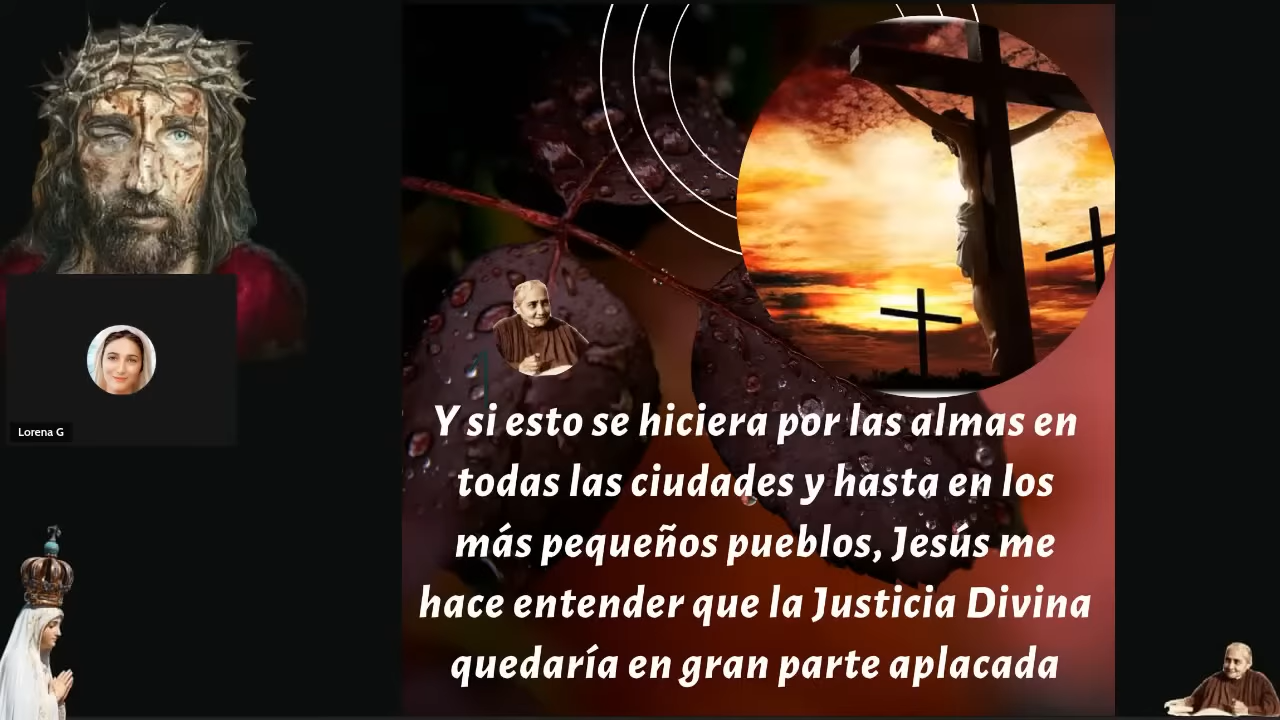 Lorena G
Y si esto se hiciera por las almas en
todas las ciudades y hasta en los
más pequeños pueblos, Jesús me
hace entender que la Justicia Divina
quedaría en gran parte aplacada